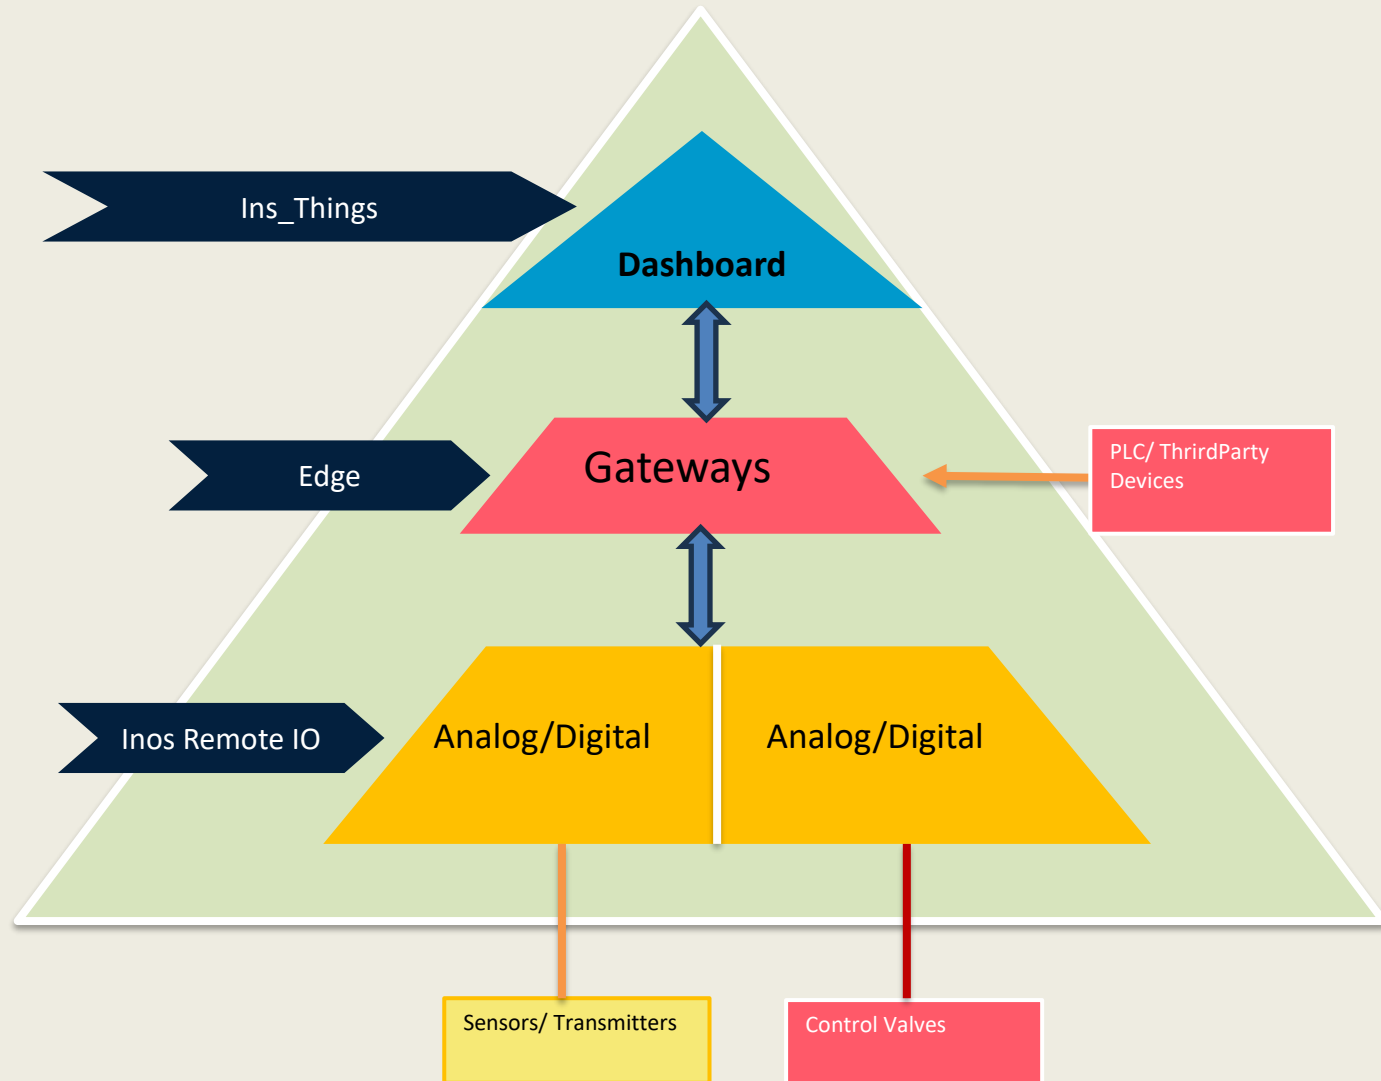 Ins_Things
Dashboard
Edge
Gateways
PLC/ ThrirdParty
Devices
Inos Remote IO
Analog/Digital
Analog/Digital
Sensors/ Transmitters
Control Valves